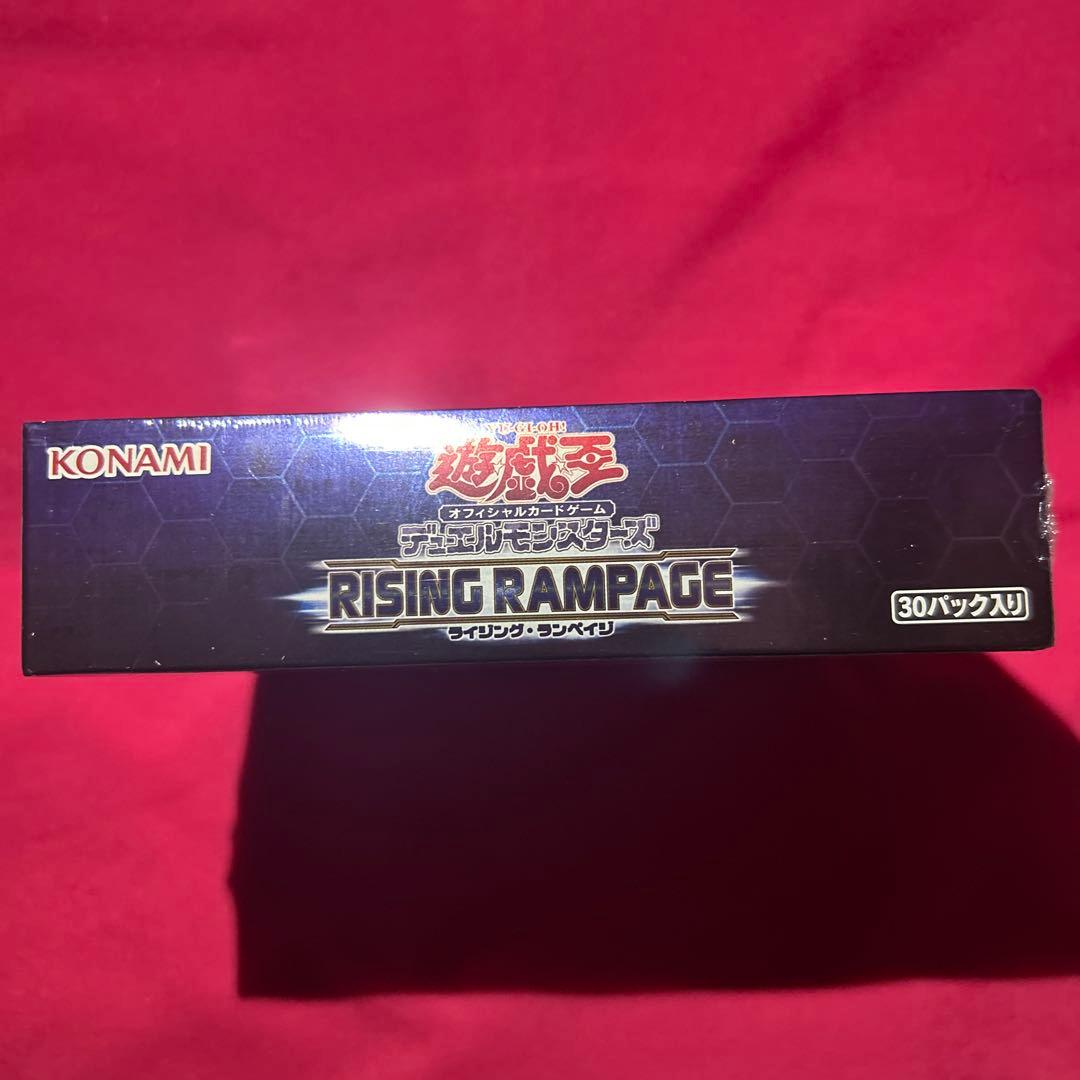 KONAMI
YU-GI-OH!
遊戯王
オフィシャルカードゲーム
デュエルモンスターズ
RISING RAMPAGE
ライジング・ランペイジ
30パック入り